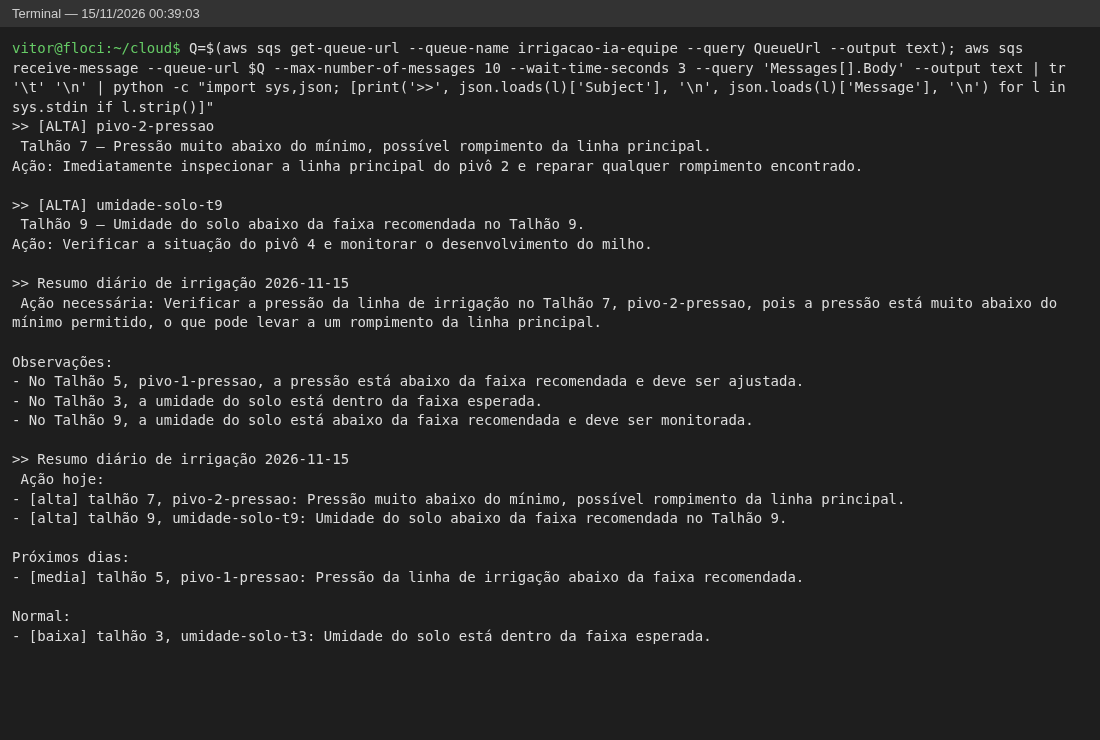 Terminal — 15/11/2026 00:39:03
vitor@floci:~/cloud$ Q=$(aws sqs get-queue-url --queue-name irrigacao-ia-equipe --query QueueUrl --output text); aws sqs
receive-message --queue-url $Q --max-number-of-messages 10 --wait-time-seconds 3 --query 'Messages[].Body' --output text | tr
'\t' '\n' | python -c "import sys,json; [print('>>', json.loads(l)['Subject'], '\n', json.loads(l)['Message'], '\n') for l in
sys.stdin if l.strip()]"
>> [ALTA] pivo-2-pressao
 Talhão 7 — Pressão muito abaixo do mínimo, possível rompimento da linha principal.
Ação: Imediatamente inspecionar a linha principal do pivô 2 e reparar qualquer rompimento encontrado.

>> [ALTA] umidade-solo-t9
 Talhão 9 — Umidade do solo abaixo da faixa recomendada no Talhão 9.
Ação: Verificar a situação do pivô 4 e monitorar o desenvolvimento do milho.

>> Resumo diário de irrigação 2026-11-15
 Ação necessária: Verificar a pressão da linha de irrigação no Talhão 7, pivo-2-pressao, pois a pressão está muito abaixo do
mínimo permitido, o que pode levar a um rompimento da linha principal.

Observações:
- No Talhão 5, pivo-1-pressao, a pressão está abaixo da faixa recomendada e deve ser ajustada.
- No Talhão 3, a umidade do solo está dentro da faixa esperada.
- No Talhão 9, a umidade do solo está abaixo da faixa recomendada e deve ser monitorada.

>> Resumo diário de irrigação 2026-11-15
 Ação hoje:
- [alta] talhão 7, pivo-2-pressao: Pressão muito abaixo do mínimo, possível rompimento da linha principal.
- [alta] talhão 9, umidade-solo-t9: Umidade do solo abaixo da faixa recomendada no Talhão 9.

Próximos dias:
- [media] talhão 5, pivo-1-pressao: Pressão da linha de irrigação abaixo da faixa recomendada.

Normal:
- [baixa] talhão 3, umidade-solo-t3: Umidade do solo está dentro da faixa esperada.